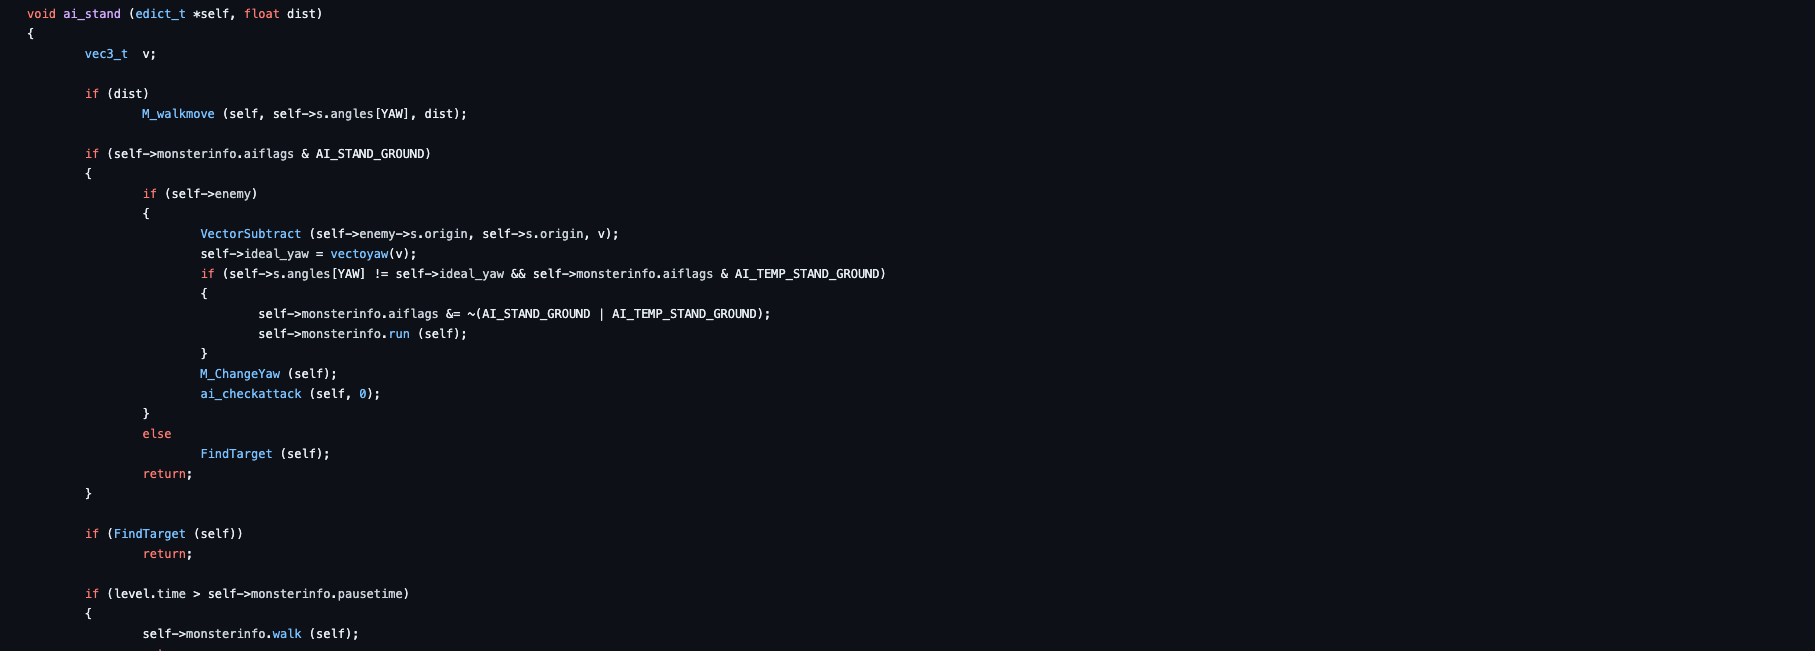 void ai_stand (edict_t *self, float dist)
{
vec3_t  v;
if (dist)
M_walkmove (self, self->s.angles[YAW], dist);
if (self->monsterinfo.aiflags & AI_STAND_GROUND)
{
if (self->enemy)
{
VectorSubtract (self->enemy->s.origin, self->s.origin, v);
self->ideal_yaw = vectoyaw(v);
if (self->s.angles[YAW] != self->ideal_yaw && self->monsterinfo.aiflags & AI_TEMP_STAND_GROUND)
{
self->monsterinfo.aiflags &= ~(AI_STAND_GROUND | AI_TEMP_STAND_GROUND);
self->monsterinfo.run (self);
}
M_ChangeYaw (self);
ai_checkattack (self, 0);
}
else
FindTarget (self);
return;
}
if (FindTarget (self))
return;
if (level.time > self->monsterinfo.pausetime)
{
self->monsterinfo.walk (self);